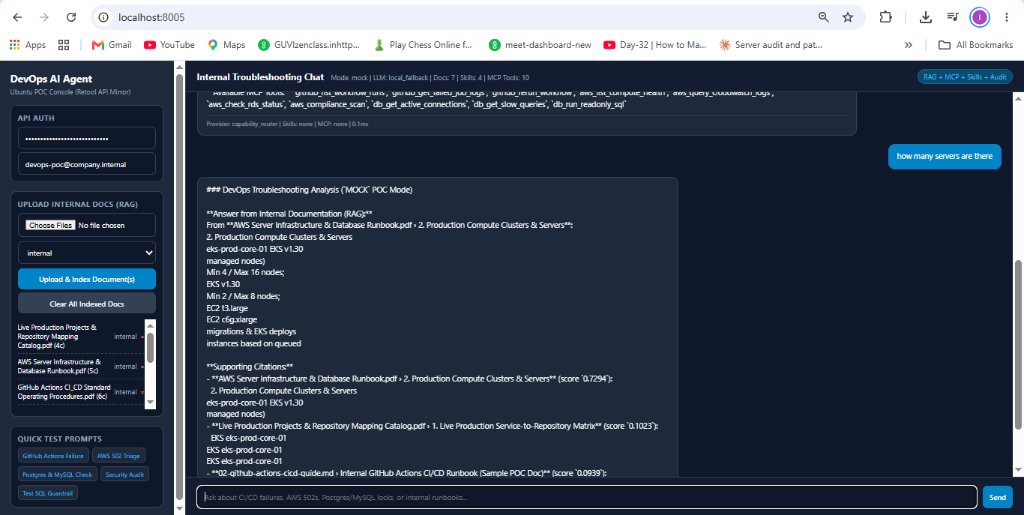 localhost:8005
Apps
Gmail
YouTube
Maps
GUVIzenclass.inhttp...
Play Chess Online f...
meet-dashboard-new
Day-32 | How to Ma...
Server audit and pat...
»
All Bookmarks
DevOps AI Agent
Ubuntu POC Console (Retool API Mirror)
API AUTH
devops-poc@company.internal
UPLOAD INTERNAL DOCS (RAG)
Choose Files No file chosen
internal
Upload & Index Document(s)
Clear All Indexed Docs
Live Production Projects &
Repository Mapping
Catalog.pdf (4c)
internal
AWS Server Infrastructure &
Database Runbook.pdf (5c)
internal
GitHub Actions CI_CD Standard
Operating Procedures.pdf (6c)
internal
QUICK TEST PROMPTS
GitHub Actions Failure
AWS 502 Triage
Postgres & MySQL Check
Security Audit
Test SQL Guardrail
Internal Troubleshooting Chat
Mode: mock | LLM: local_fallback | Docs: 7 | Skills: 4 | MCP Tools: 10
RAG + MCP + Skills + Audit
`aws_check_rds_status`, `aws_compliance_scan`, `db_get_active_connections`, `db_get_slow_queries`, `db_run_readonly_sql`
Provider: capability_router | Skills: none | MCP: none | 0.1ms
how many servers are there
### DevOps Troubleshooting Analysis (`MOCK` POC Mode)
**Answer from Internal Documentation (RAG):**
From **AWS Server Infrastructure & Database Runbook.pdf › 2. Production Compute Clusters & Servers**:
2. Production Compute Clusters & Servers
eks-prod-core-01 EKS v1.30
managed nodes)
Min 4 / Max 16 nodes;
EKS v1.30
Min 2 / Max 8 nodes;
EC2 t3.large
EC2 c6g.xlarge
migrations & EKS deploys
instances based on queued
**Supporting Citations:**
- **AWS Server Infrastructure & Database Runbook.pdf › 2. Production Compute Clusters & Servers** (score `0.7294`):
2. Production Compute Clusters & Servers
eks-prod-core-01 EKS v1.30
managed nodes)
- **Live Production Projects & Repository Mapping Catalog.pdf › 1. Live Production Service-to-Repository Matrix** (score `0.1023`):
EKS eks-prod-core-01
EKS eks-prod-core-01
EKS eks-prod-core-01
- **02-github-actions-cicd-guide.md › Internal GitHub Actions CI/CD Runbook (Sample POC Doc)** (score `0.0939`):
Ask about CI/CD failures, AWS 502s, Postgres/MySQL locks, or internal runbooks...
Send